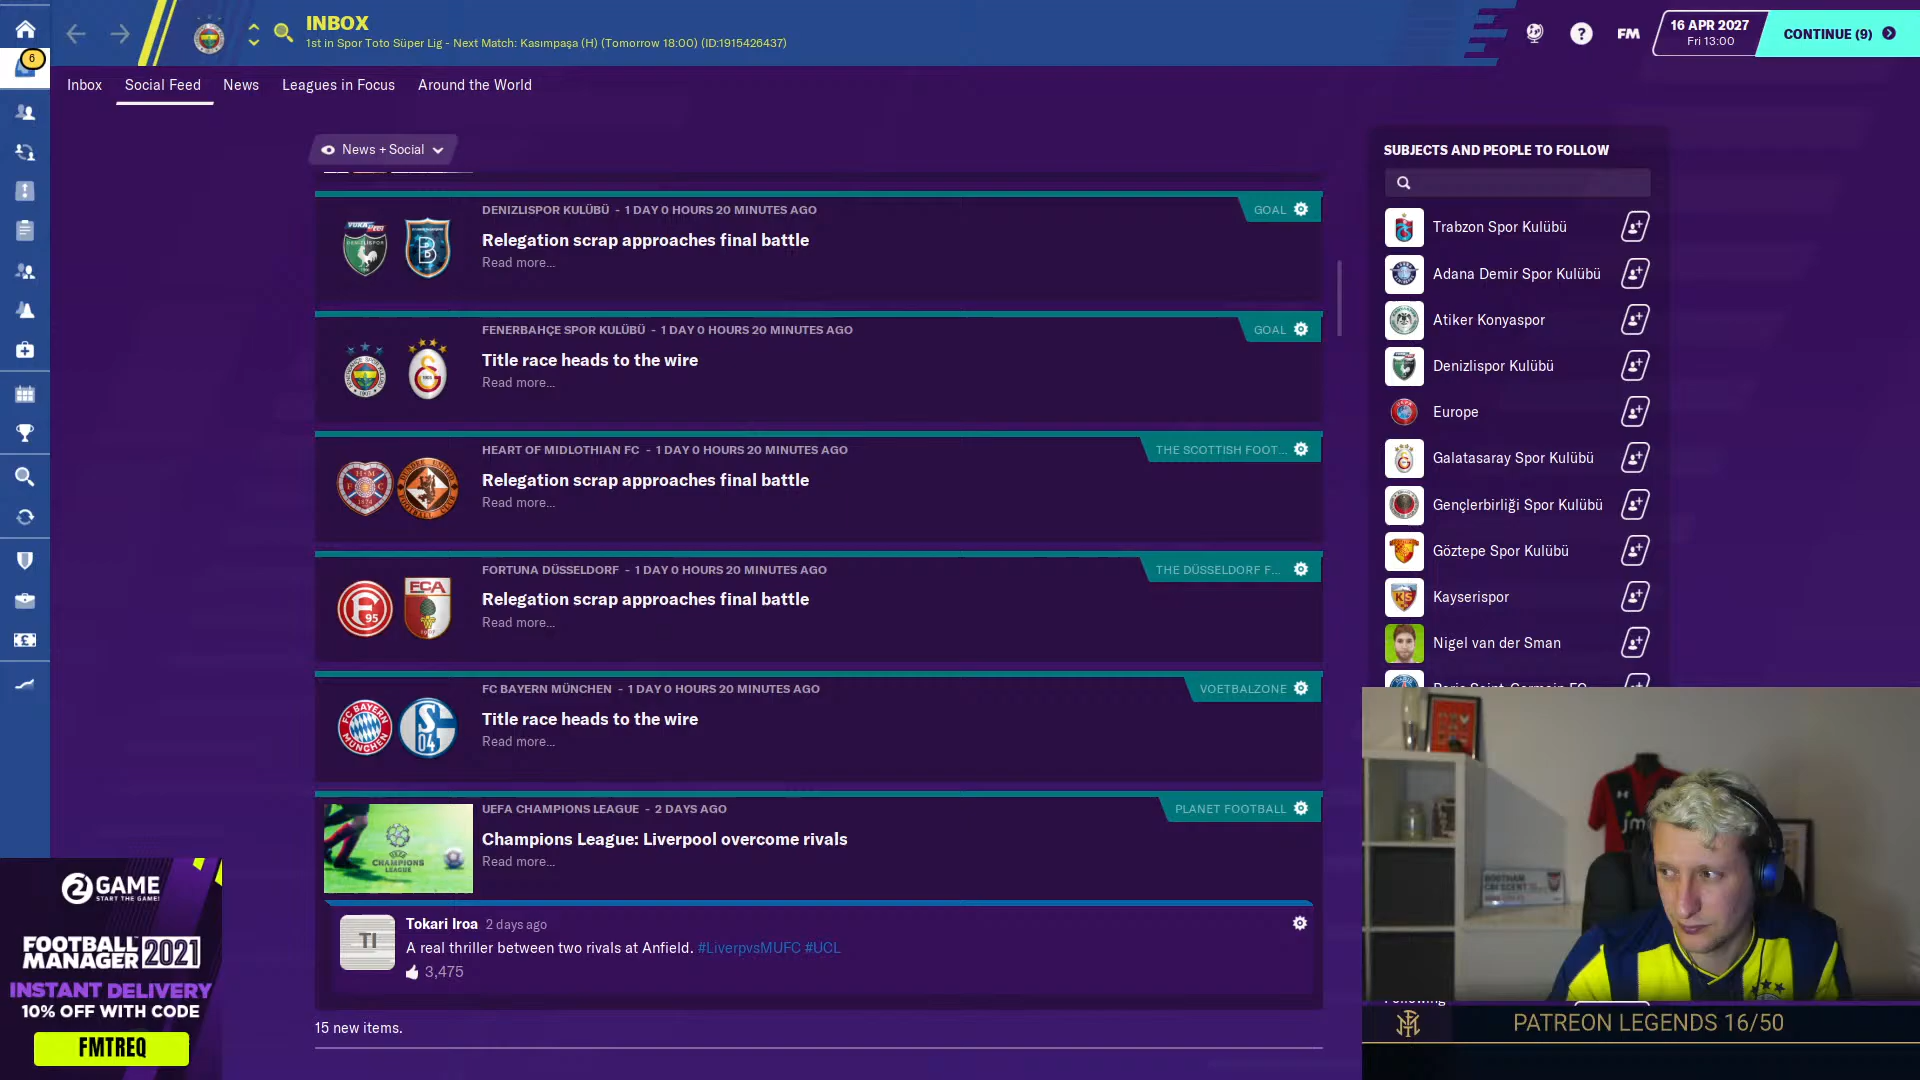 INBOX
1st in Spor Toto Süper Lig - Next Match: Kasımpaşa (H) (Tomorrow 18:00) (ID:1915426437)
FM
16 APR 2027
Fri 13:00
CONTINUE (9)
6
Inbox
Social Feed
News
Leagues in Focus
Around the World
News + Social
DENIZLISPOR KULÜBÜ - 1 DAY 0 HOURS 20 MINUTES AGO
GOAL
Relegation scrap approaches final battle
Read more...
FENERBAHÇE SPOR KULÜBÜ - 1 DAY 0 HOURS 20 MINUTES AGO
GOAL
Title race heads to the wire
Read more...
HEART OF MIDLOTHIAN FC - 1 DAY 0 HOURS 20 MINUTES AGO
THE SCOTTISH FOOT...
Relegation scrap approaches final battle
Read more...
FORTUNA DÜSSELDORF - 1 DAY 0 HOURS 20 MINUTES AGO
THE DÜSSELDORF F...
Relegation scrap approaches final battle
Read more...
FC BAYERN MÜNCHEN - 1 DAY 0 HOURS 20 MINUTES AGO
VOETBALZONE
Title race heads to the wire
Read more...
UEFA CHAMPIONS LEAGUE - 2 DAYS AGO
PLANET FOOTBALL
Champions League: Liverpool overcome rivals
Read more...
CHAMPIONS LEAGUE
TI
Tokari Iroa 2 days ago
A real thriller between two rivals at Anfield. #LiverpvsMUFC #UCL
3,475
15 new items.
SUBJECTS AND PEOPLE TO FOLLOW
Trabzon Spor Kulübü
Adana Demir Spor Kulübü
Atiker Konyaspor
Denizlispor Kulübü
Europe
Galatasaray Spor Kulübü
Gençlerbirliği Spor Kulübü
Göztepe Spor Kulübü
Kayserispor
Nigel van der Sman
Paris Saint-Germain FC
Following
PATREON LEGENDS 16/50
2GAME
START THE GAME!
FOOTBALL
MANAGER 2021
INSTANT DELIVERY
10% OFF WITH CODE
FMTREQ